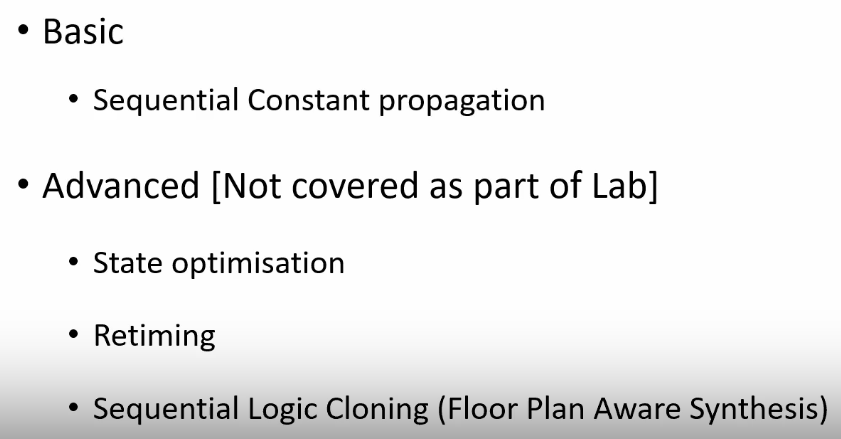 • Basic
• Sequential Constant propagation
• Advanced [Not covered as part of Lab]
• State optimisation
• Retiming
• Sequential Logic Cloning (Floor Plan Aware Synthesis)